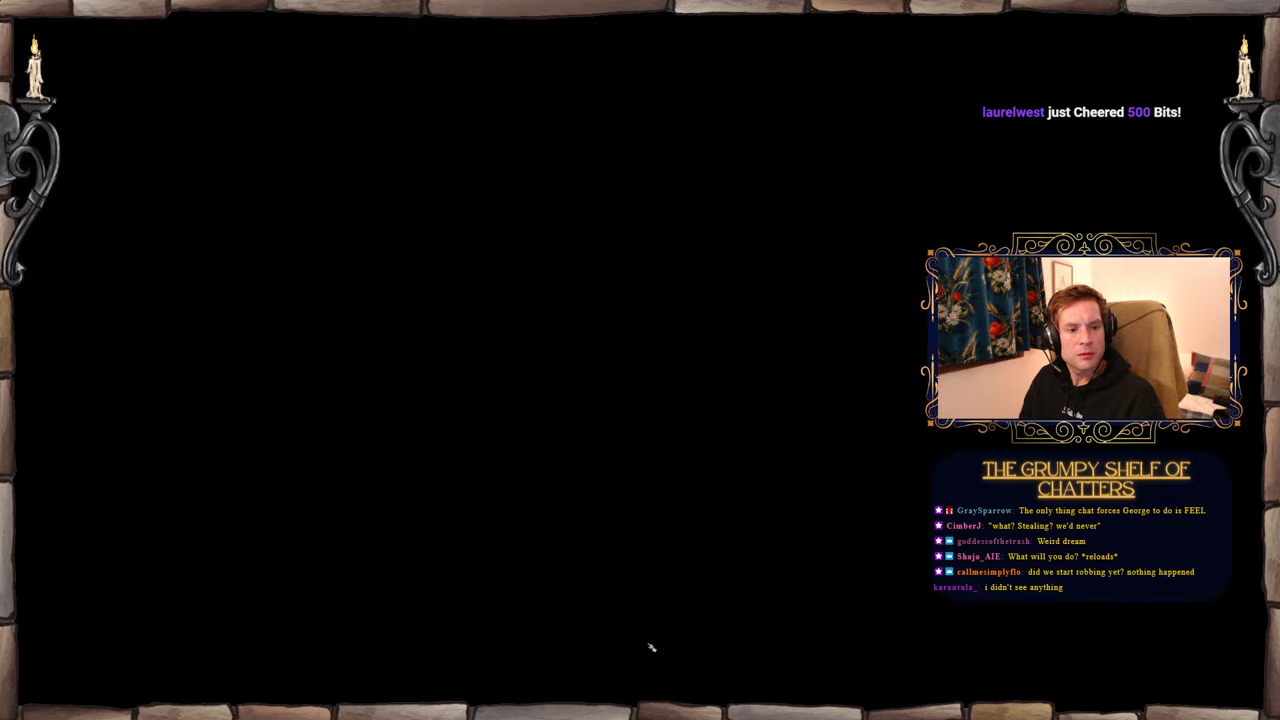 laurelwest just Cheered 500 Bits!
THE GRUMPY SHELF OF
CHATTERS
GraySparrow: The only thing chat forces George to do is FEEL
CimberJ: "what? Stealing? we'd never"
goddessofthetrash: Weird dream
Shojo_AIE: What will you do? *reloads*
callmesimplyflo: did we start robbing yet? nothing happened
karantula_: i didn't see anything